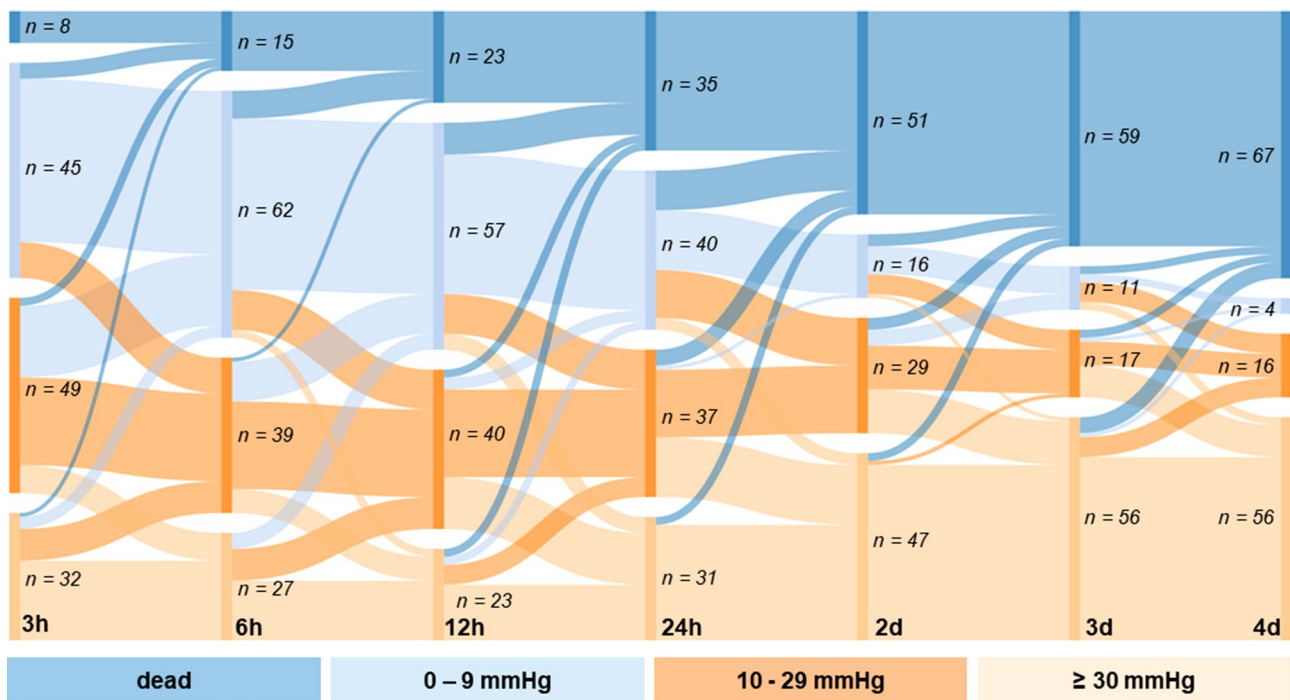 n = 8
n = 15
n = 23
n = 35
n = 51
n = 59
n = 67
n = 45
n = 62
n = 57
n = 40
n = 16
n = 11
n = 4
n = 49
n = 39
n = 40
n = 37
n = 29
n = 17
n = 16
n = 32
n = 27
n = 23
n = 31
n = 47
n = 56
n = 56
3h
6h
12h
24h
2d
3d
4d
dead
0 – 9 mmHg
10 - 29 mmHg
≥ 30 mmHg